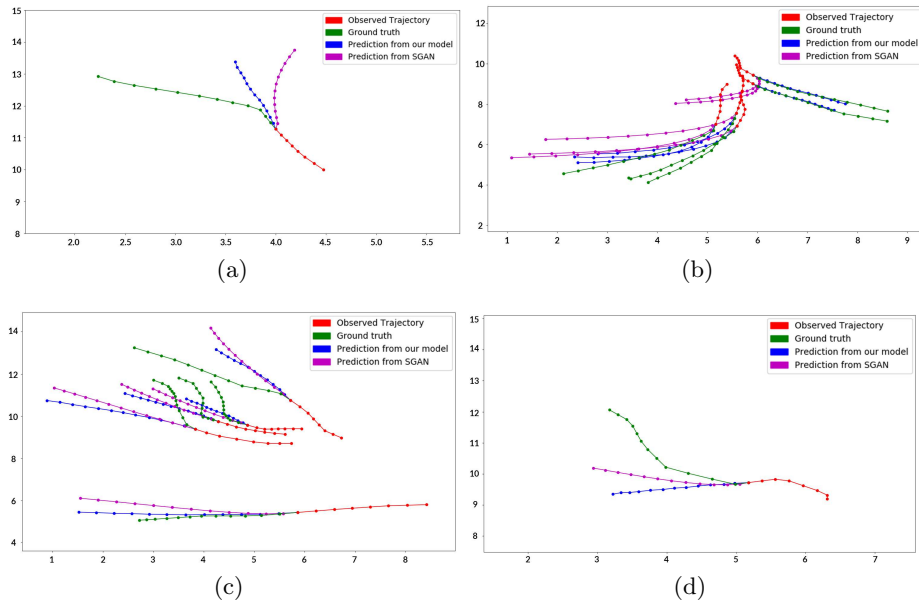 15
14
13
12
11
10
9
8
2.0 2.5 3.0 3.5 4.0 4.5 5.0 5.5
Observed Trajectory
Ground truth
Prediction from our model
Prediction from SGAN
(a)
12
10
8
6
4
2
1 2 3 4 5 6 7 8 9
Observed Trajectory
Ground truth
Prediction from our model
Prediction from SGAN
(b)
14
12
10
8
6
4
1 2 3 4 5 6 7 8
Observed Trajectory
Ground truth
Prediction from our model
Prediction from SGAN
(c)
15
14
13
12
11
10
9
8
2 3 4 5 6 7
Observed Trajectory
Ground truth
Prediction from our model
Prediction from SGAN
(d)